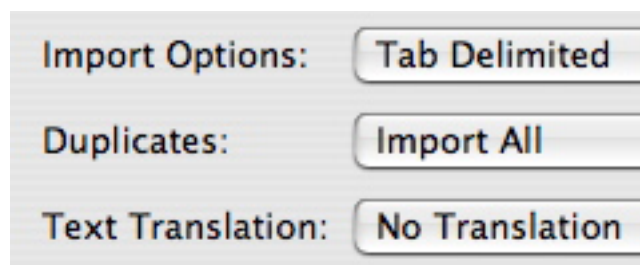 Import Options: Tab Delimited
Duplicates: Import All
Text Translation: No Translation